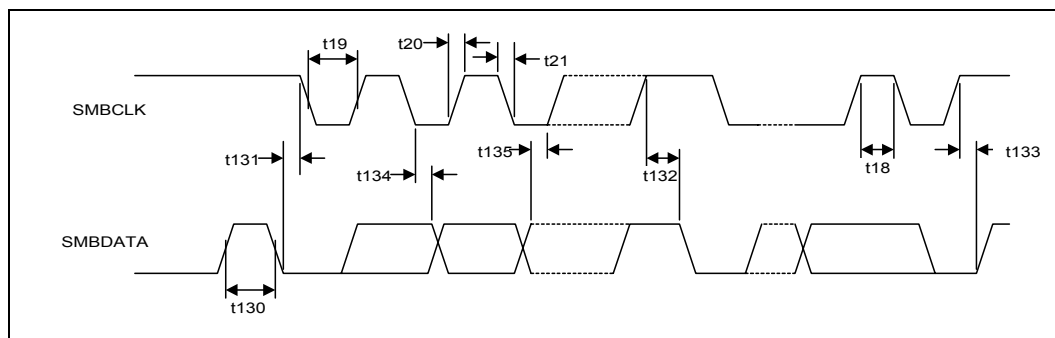 t19
t20
t21
SMBCLK
t131
t135
t133
t134
t132
t18
SMBDATA
t130